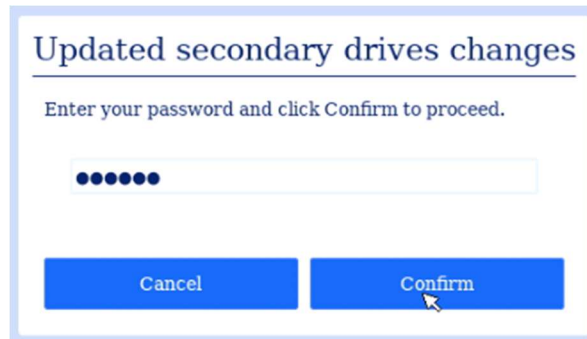 Updated secondary drives changes
Enter your password and click Confirm to proceed.
●●●●●●
Cancel
Confirm